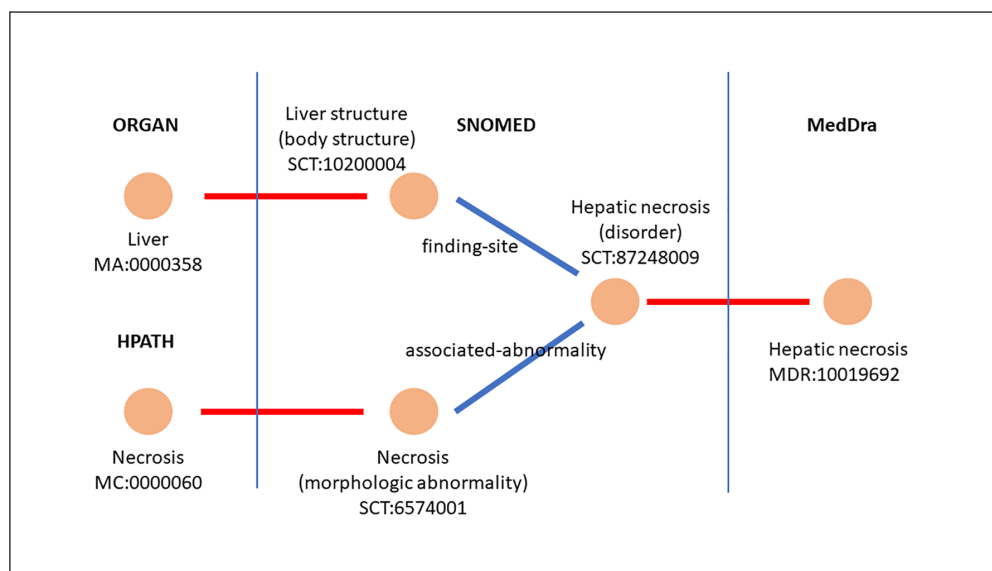 ORGAN
Liver
MA:0000358
HPATH
Necrosis
MC:0000060
Liver structure
(body structure)
SCT:10200004
SNOMED
finding-site
Hepatic necrosis
(disorder)
SCT:87248009
associated-abnormality
Necrosis
(morphologic abnormality)
SCT:6574001
MedDra
Hepatic necrosis
MDR:10019692